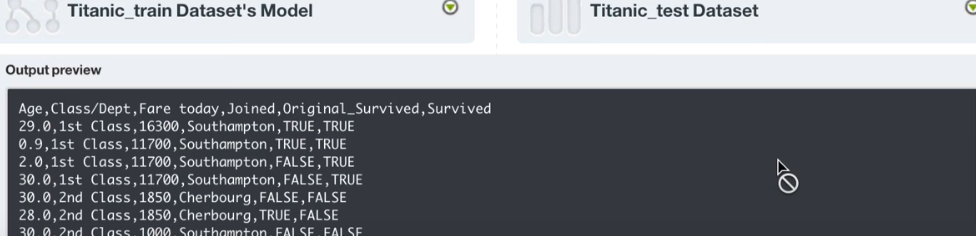 Titanic_train Dataset's Model
Titanic_test Dataset
Output preview
Age,Class/Dept,Fare today,Joined,Original_Survived,Survived
29.0,1st Class,16300,Southampton,TRUE,TRUE
0.9,1st Class,11700,Southampton,TRUE,TRUE
2.0,1st Class,11700,Southampton,FALSE,TRUE
30.0,1st Class,11700,Southampton,FALSE,TRUE
30.0,2nd Class,1850,Cherbourg,FALSE,FALSE
28.0,2nd Class,1850,Cherbourg,TRUE,FALSE
30.0,2nd Class,1000,Southampton,FALSE,FALSE